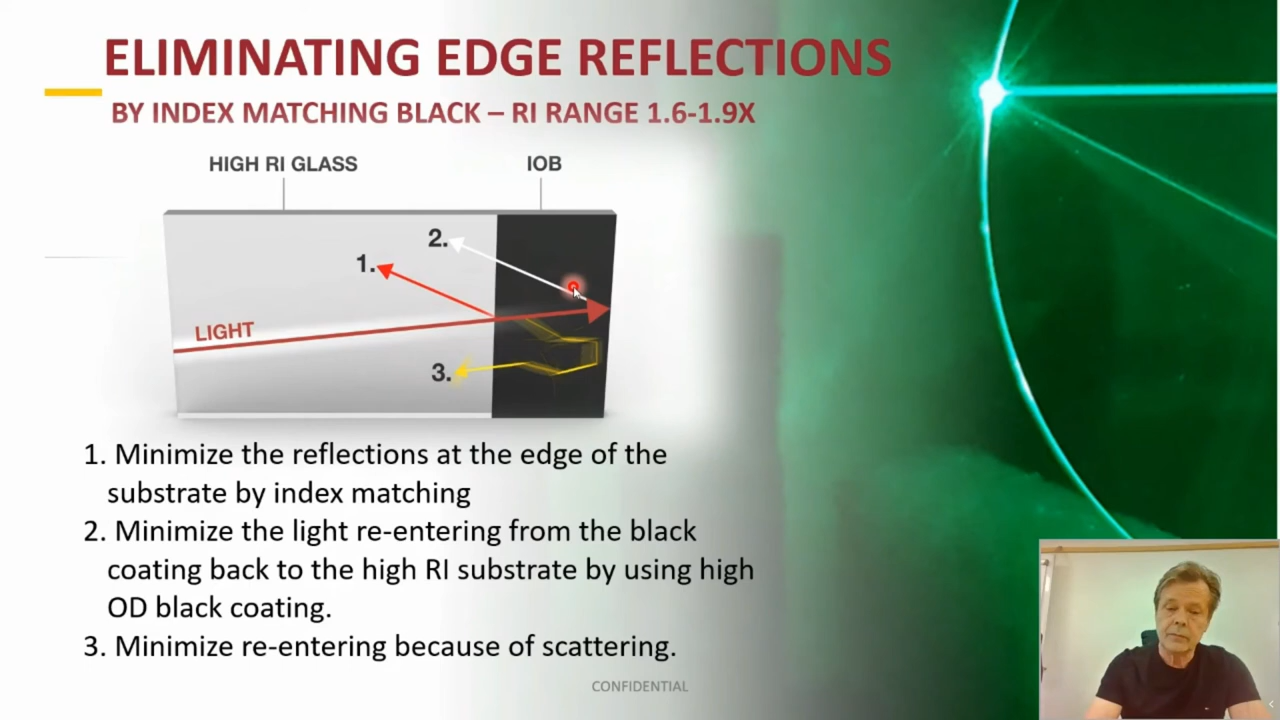 ELIMINATING EDGE REFLECTIONS
BY INDEX MATCHING BLACK – RI RANGE 1.6-1.9X
HIGH RI GLASS
IOB
2.
1.
LIGHT
3.
1. Minimize the reflections at the edge of the
substrate by index matching
2. Minimize the light re-entering from the black
coating back to the high RI substrate by using high
OD black coating.
3. Minimize re-entering because of scattering.
CONFIDENTIAL